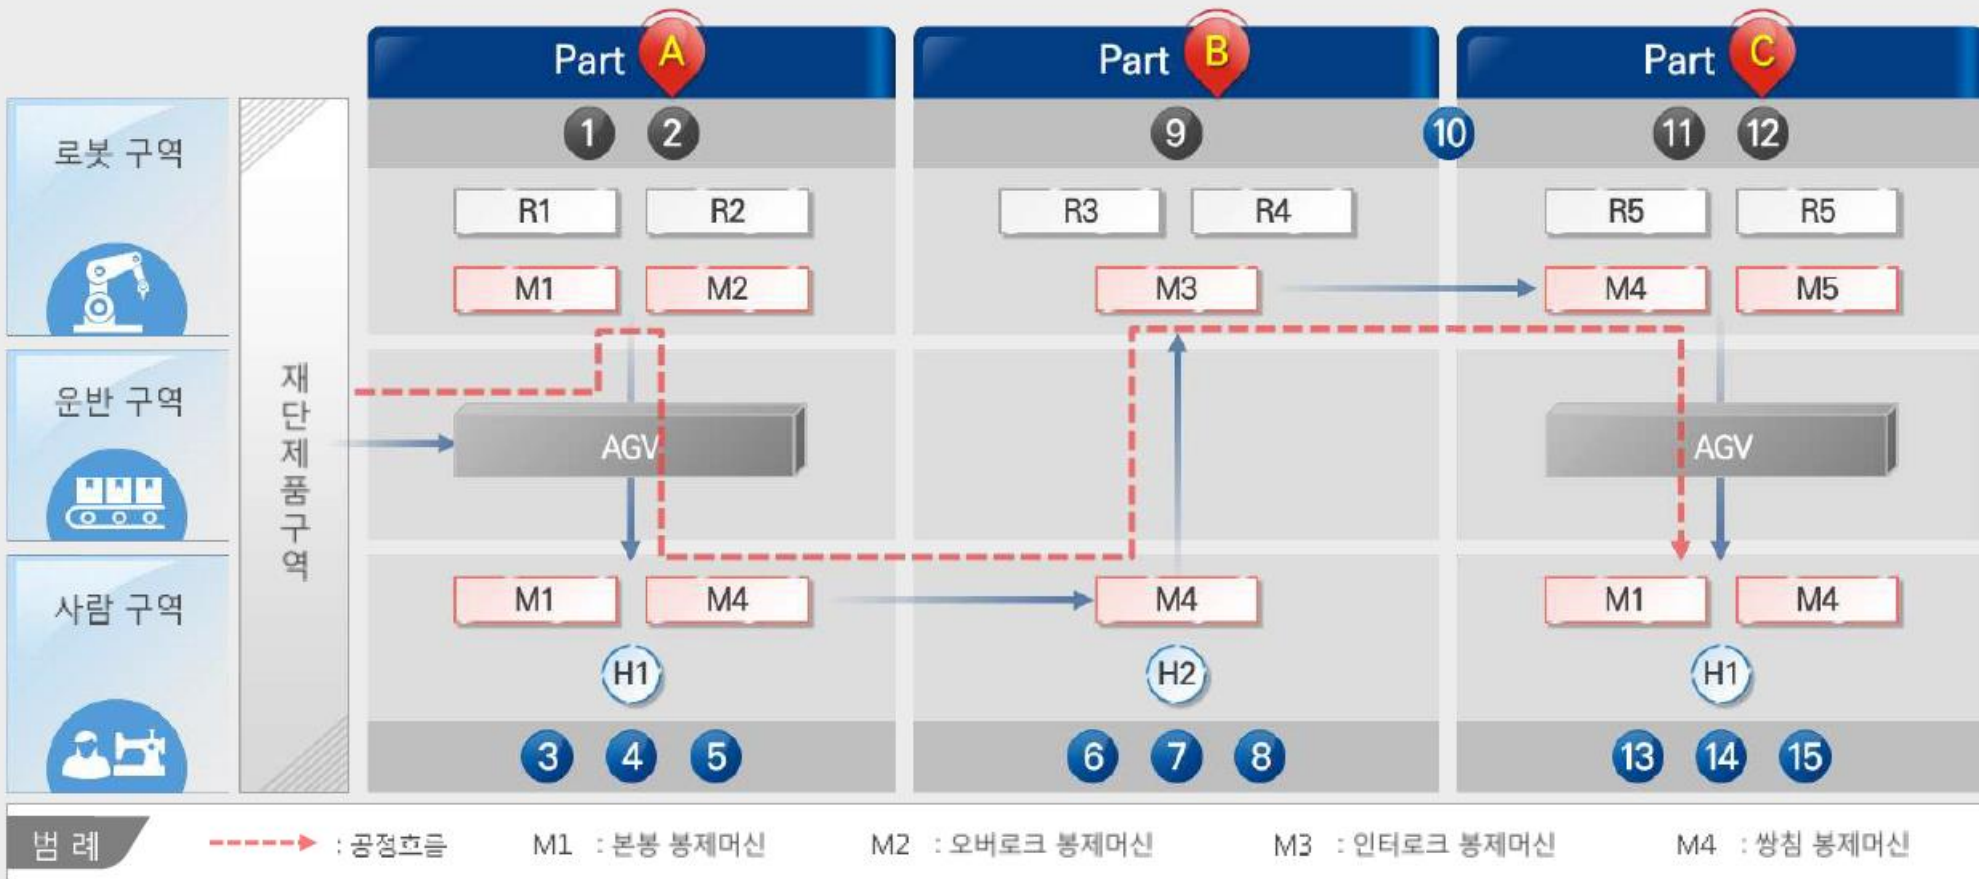 Part A
Part B
Part C
로봇 구역
1 2
9
10
11 12
R1 R2
R3 R4
R5 R5
M1 M2
M3
M4 M5
운반 구역
재단제품구역
AGV
AGV
사람 구역
M1 M4
M4
M1 M4
H1
H2
H1
3 4 5
6 7 8
13 14 15
범 례
: 공정흐름
M1 : 본봉 봉제머신
M2 : 오버로크 봉제머신
M3 : 인터로크 봉제머신
M4 : 쌍침 봉제머신